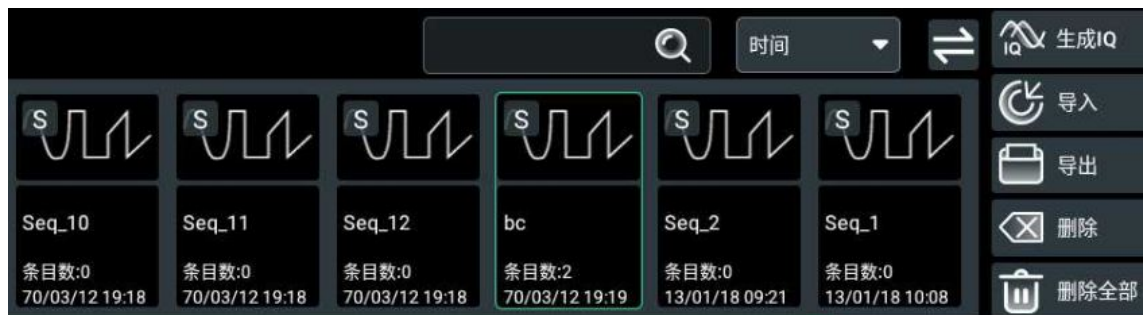 时间
IQ 生成IQ
导入
导出
删除
删除全部
S S S S S S
Seq_10 Seq_11 Seq_12 bc Seq_2 Seq_1
条目数:0 条目数:0 条目数:0 条目数:2 条目数:0 条目数:0
70/03/12 19:18 70/03/12 19:18 70/03/12 19:18 70/03/12 19:19 13/01/18 09:21 13/01/18 10:08